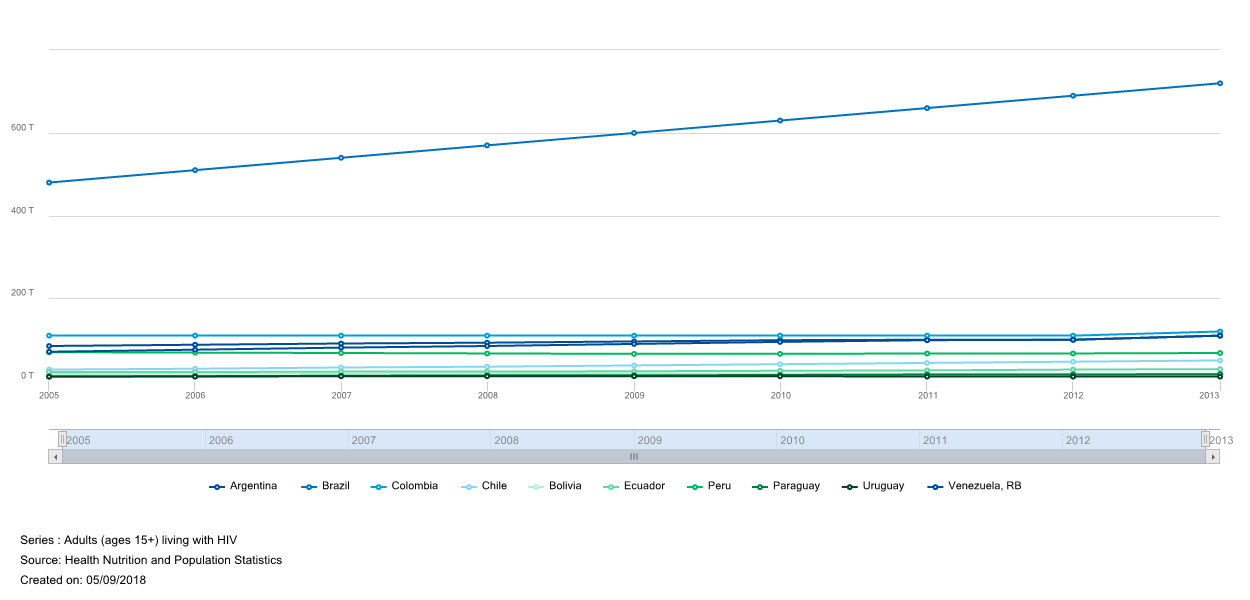 600 T
400 T
200 T
0 T
2005 2006 2007 2008 2009 2010 2011 2012 2013
2005 2006 2007 2008 2009 2010 2011 2012 2013
Argentina Brazil Colombia Chile Bolivia Ecuador Peru Paraguay Uruguay Venezuela, RB
Series : Adults (ages 15+) living with HIV
Source: Health Nutrition and Population Statistics
Created on: 05/09/2018